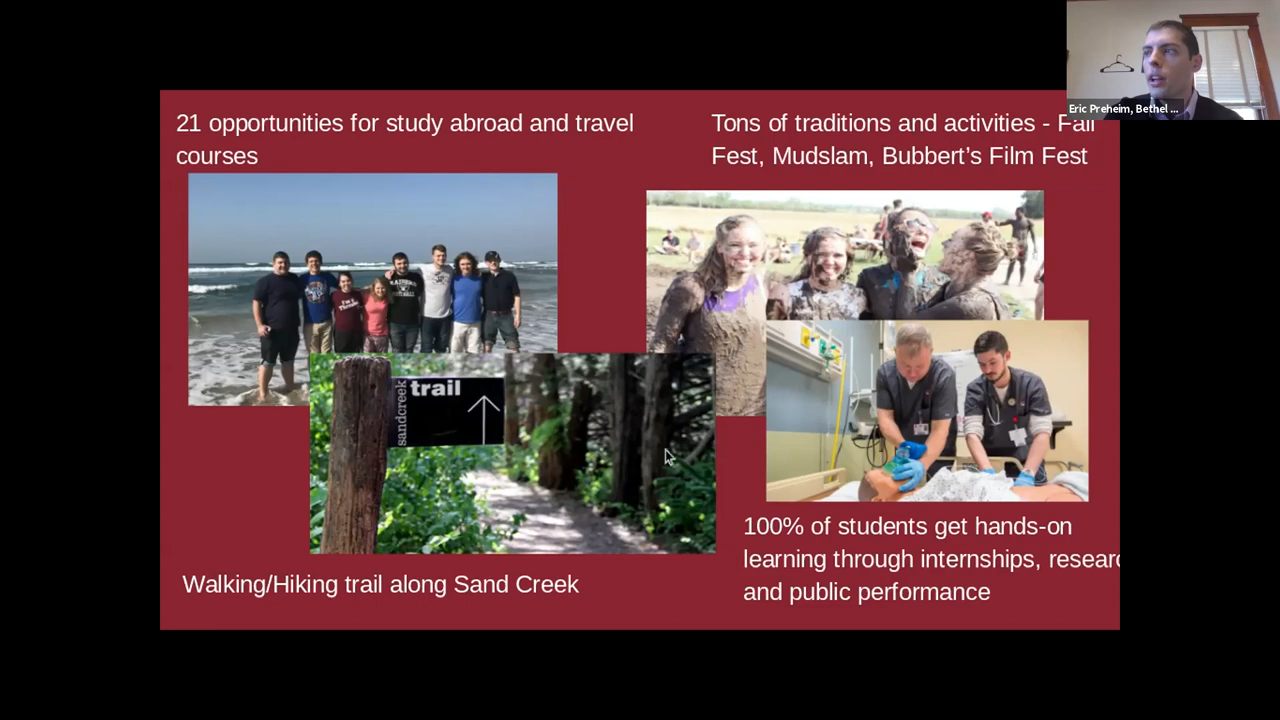 Eric Preheim, Bethel ...
21 opportunities for study abroad and travel
courses
Tons of traditions and activities - Fall
Fest, Mudslam, Bubbert's Film Fest
trail
sandcreek
100% of students get hands-on
learning through internships, researc
and public performance
Walking/Hiking trail along Sand Creek